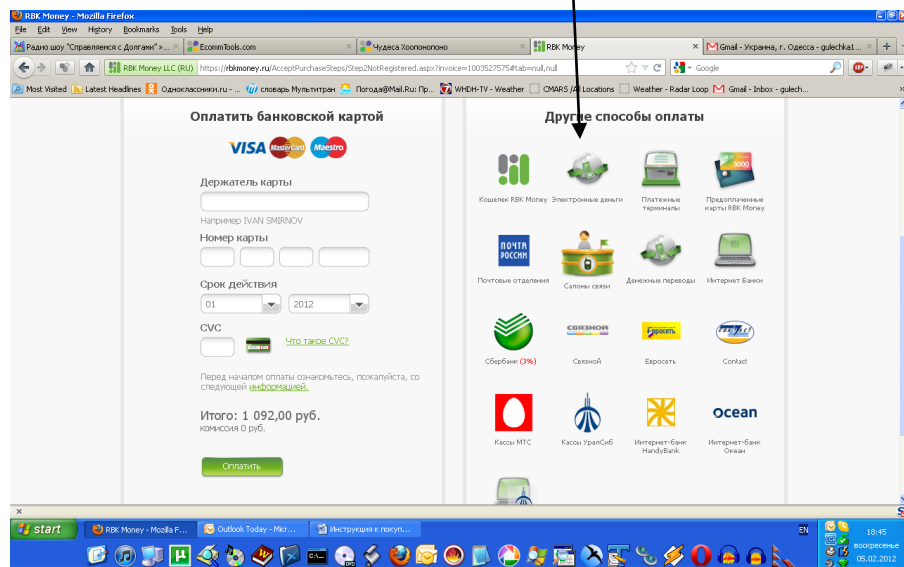 RBK Money - Mozilla Firefox
File Edit View History Bookmarks Tools Help
Радио шоу "Справляемся с Долгами" »...
EcommTools.com
Чудеса Хоопонопоно
RBK Money
Gmail - Украина, г. Одесса - gulechka1...
RBK Money LLC (RU)
https://rbkmoney.ru/AcceptPurchaseSteps/Step2NotRegistered.aspx?invoice=1003527575#tab=null,null
Google
Most Visited
Latest Headlines
Одноклассники.ru - ...
словарь Мультитран
Погода@Mail.Ru: Пр...
WHDH-TV - Weather
CMARS /All Locations
Weather - Radar Loop
Gmail - Inbox - gulech...
Оплатить банковской картой
VISA MasterCard Maestro
Держатель карты
Например IVAN SMIRNOV
Номер карты
Срок действия
01 2012
CVC
Что такое CVC?
Перед началом оплаты ознакомьтесь, пожалуйста, со
следующей информацией.
Итого: 1 092,00 руб.
комиссия 0 руб.
Оплатить
Другие способы оплаты
5000
Кошелек RBK Money
Электронные деньги
Платежные
терминалы
Предоплаченные
карты RBK Money
ПОЧТА
РОССИИ
Почтовые отделения
Салоны связи
Денежные переводы
Интернет Банки
СВЯЗНОЙ
Евросеть
contact
Сбербанк (3%)
Связной
Евросеть
Contact
ocean
Кассы МТС
Кассы УралСиб
Интернет-банк
HandyBank
Интернет-банк
Океан
start
RBK Money - Mozilla F...
Outlook Today - Micr...
Инструкция к покуп...
EN
18:45
воскресенье
05.02.2012